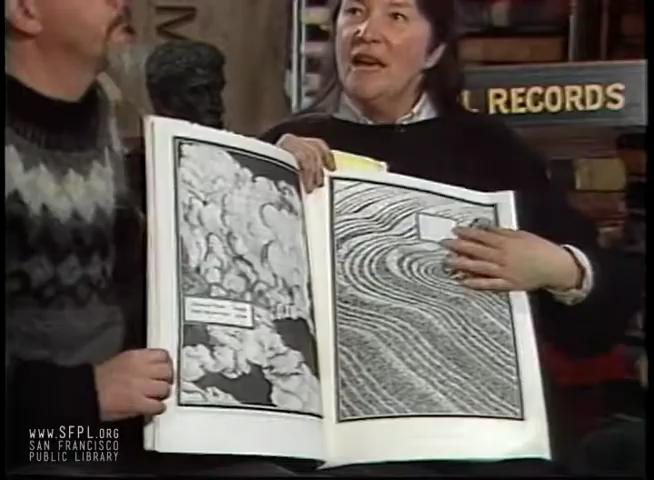 L RECORDS
WWW.SFPL.ORG
SAN FRANCISCO
PUBLIC LIBRARY